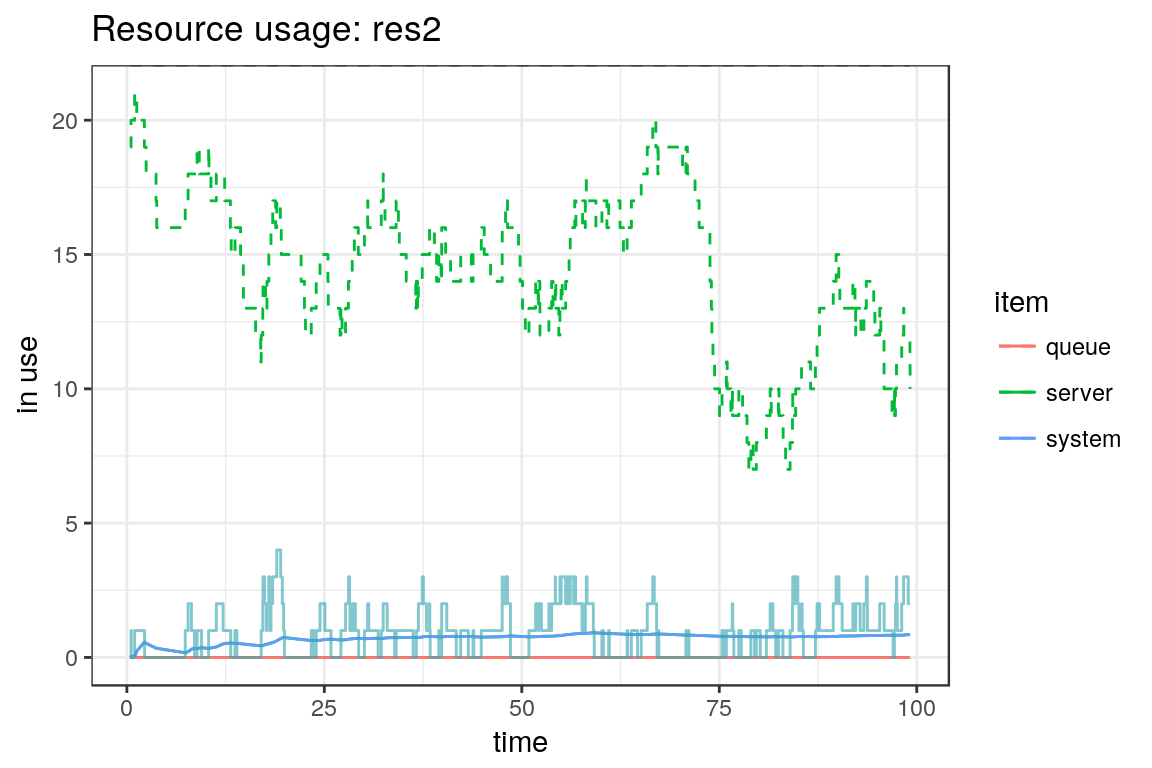 Resource usage: res2
in use
20
15
10
5
0
0 25 50 75 100
time
item
queue
server
system